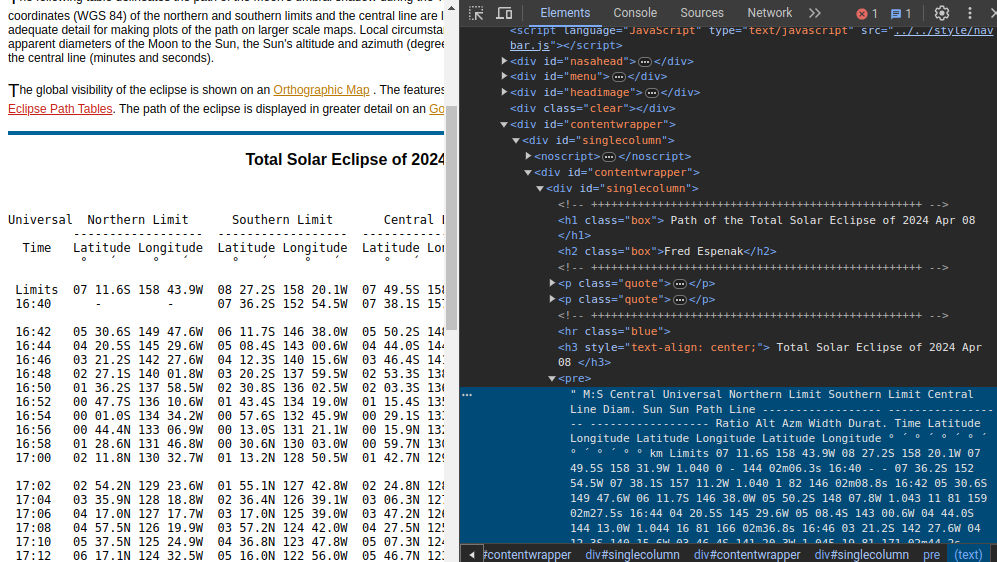 The following table delineates the path of the Moon's umbral shadow during the
coordinates (WGS 84) of the northern and southern limits and the central line are l
adequate detail for making plots of the path on larger scale maps. Local circumsta
apparent diameters of the Moon to the Sun, the Sun's altitude and azimuth (degree
the central line (minutes and seconds).
The global visibility of the eclipse is shown on an Orthographic Map . The features
Eclipse Path Tables. The path of the eclipse is displayed in greater detail on an Go
Total Solar Eclipse of 2024
Universal Northern Limit Southern Limit Central
------------------ ------------------ ------------
Time Latitude Longitude Latitude Longitude Latitude Lon
° ´ ° ´ ° ´ ° ´ ° ´
Limits 07 11.6S 158 43.9W 08 27.2S 158 20.1W 07 49.5S 158
16:40 - - 07 36.2S 152 54.5W 07 38.1S 157
16:42 05 30.6S 149 47.6W 06 11.7S 146 38.0W 05 50.2S 148
16:44 04 20.5S 145 29.6W 05 08.4S 143 00.6W 04 44.0S 144
16:46 03 21.2S 142 27.6W 04 12.3S 140 15.6W 03 46.4S 141
16:48 02 27.1S 140 01.8W 03 20.2S 137 59.5W 02 53.3S 138
16:50 01 36.2S 137 58.5W 02 30.8S 136 02.5W 02 03.3S 136
16:52 00 47.7S 136 10.6W 01 43.4S 134 19.0W 01 15.4S 135
16:54 00 01.0S 134 34.2W 00 57.6S 132 45.9W 00 29.1S 133
16:56 00 44.4N 133 06.9W 00 13.0S 131 21.1W 00 15.9N 132
16:58 01 28.6N 131 46.8W 00 30.6N 130 03.0W 00 59.7N 130
17:00 02 11.8N 130 32.7W 01 13.2N 128 50.5W 01 42.7N 129
17:02 02 54.2N 129 23.6W 01 55.1N 127 42.8W 02 24.8N 128
17:04 03 35.9N 128 18.8W 02 36.4N 126 39.1W 03 06.3N 127
17:06 04 17.0N 127 17.7W 03 17.0N 125 39.0W 03 47.2N 126
17:08 04 57.5N 126 19.9W 03 57.2N 124 42.0W 04 27.5N 125
17:10 05 37.5N 125 24.9W 04 36.8N 123 47.8W 05 07.3N 124
17:12 06 17.1N 124 32.5W 05 16.0N 122 56.0W 05 46.7N 123
Elements Console Sources Network 1 1
<script language="JavaScript" type="text/javascript" src="../../style/nav
bar.js"></script>
<div id="nasahead"> </div>
<div id="menu"> </div>
<div id="headimage"> </div>
<div class="clear"></div>
<div id="contentwrapper">
<div id="singlecolumn">
<noscript> </noscript>
<div id="contentwrapper">
<div id="singlecolumn">
<!-- ++++++++++++++++++++++++++++++++++++++++++++++++ -->
<h1 class="box"> Path of the Total Solar Eclipse of 2024 Apr 08
</h1>
<h2 class="box">Fred Espenak</h2>
<!-- ++++++++++++++++++++++++++++++++++++++++++++++++ -->
<p class="quote"> </p>
<p class="quote"> </p>
<!-- ++++++++++++++++++++++++++++++++++++++++++++++++ -->
<hr class="blue">
<h3 style="text-align: center;"> Total Solar Eclipse of 2024 Apr
08 </h3>
<pre>
" M:S Central Universal Northern Limit Southern Limit Central
Line Diam. Sun Sun Path Line ------------------ ----------------
-- ------------------ Ratio Alt Azm Width Durat. Time Latitude
Longitude Latitude Longitude Latitude Longitude ° ´ ° ´ ° ´ °
´ ° ´ ° ´ ° ° km Limits 07 11.6S 158 43.9W 08 27.2S 158 20.1W 07
49.5S 158 31.9W 1.040 0 - 144 02m06.3s 16:40 - - 07 36.2S 152
54.5W 07 38.1S 157 11.2W 1.040 1 82 146 02m08.8s 16:42 05 30.6S
149 47.6W 06 11.7S 146 38.0W 05 50.2S 148 07.8W 1.043 11 81 159
02m27.5s 16:44 04 20.5S 145 29.6W 05 08.4S 143 00.6W 04 44.0S
144 13.0W 1.044 16 81 166 02m36.8s 16:46 03 21.2S 142 27.6W 04
12.3S 140 15.6W 03 46.4S 141 20.3W 1.045 19 81 171 02m44.2s
#contentwrapper div#singlecolumn div#contentwrapper div#singlecolumn pre (text)